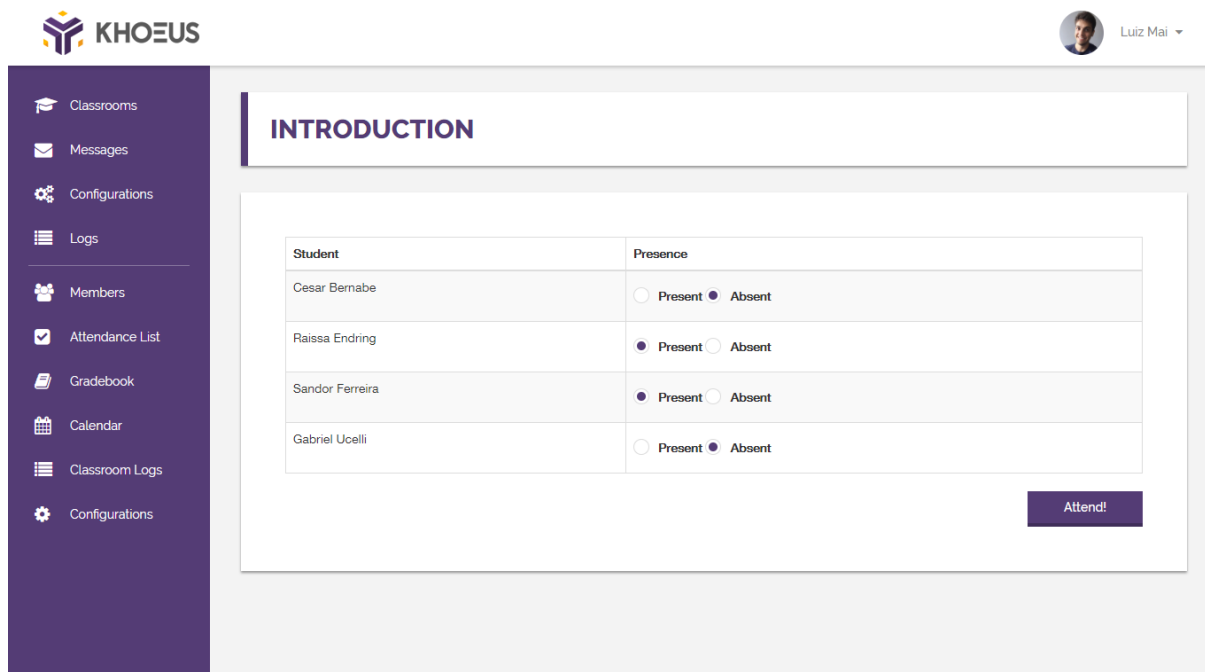 KHOEUS
Luiz Mai
Classrooms
Messages
Configurations
Logs
Members
Attendance List
Gradebook
Calendar
Classroom Logs
Configurations
INTRODUCTION
Student Presence
Cesar Bernabe Present Absent
Raissa Endring Present Absent
Sandor Ferreira Present Absent
Gabriel Ucelli Present Absent
Attend!